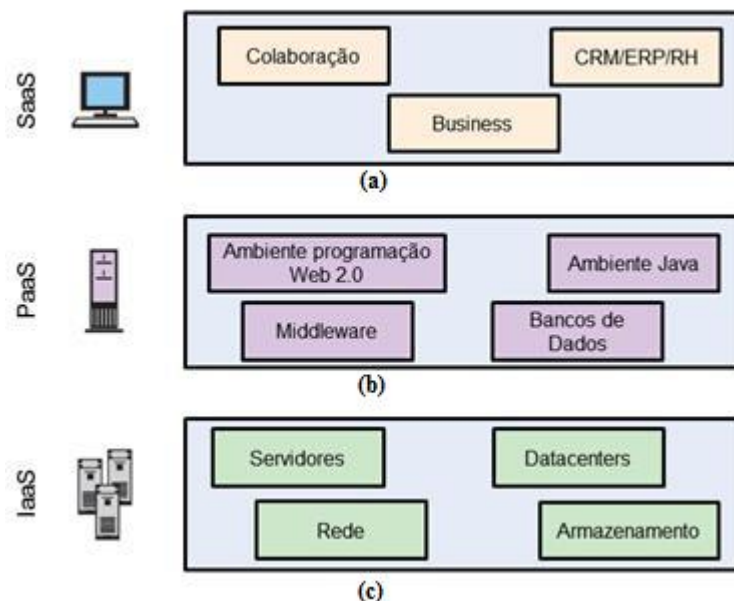 SaaS
Colaboração
CRM/ERP/RH
Business
(a)
PaaS
Ambiente programação
Web 2.0
Ambiente Java
Middleware
Bancos de
Dados
(b)
IaaS
Servidores
Datacenters
Rede
Armazenamento
(c)